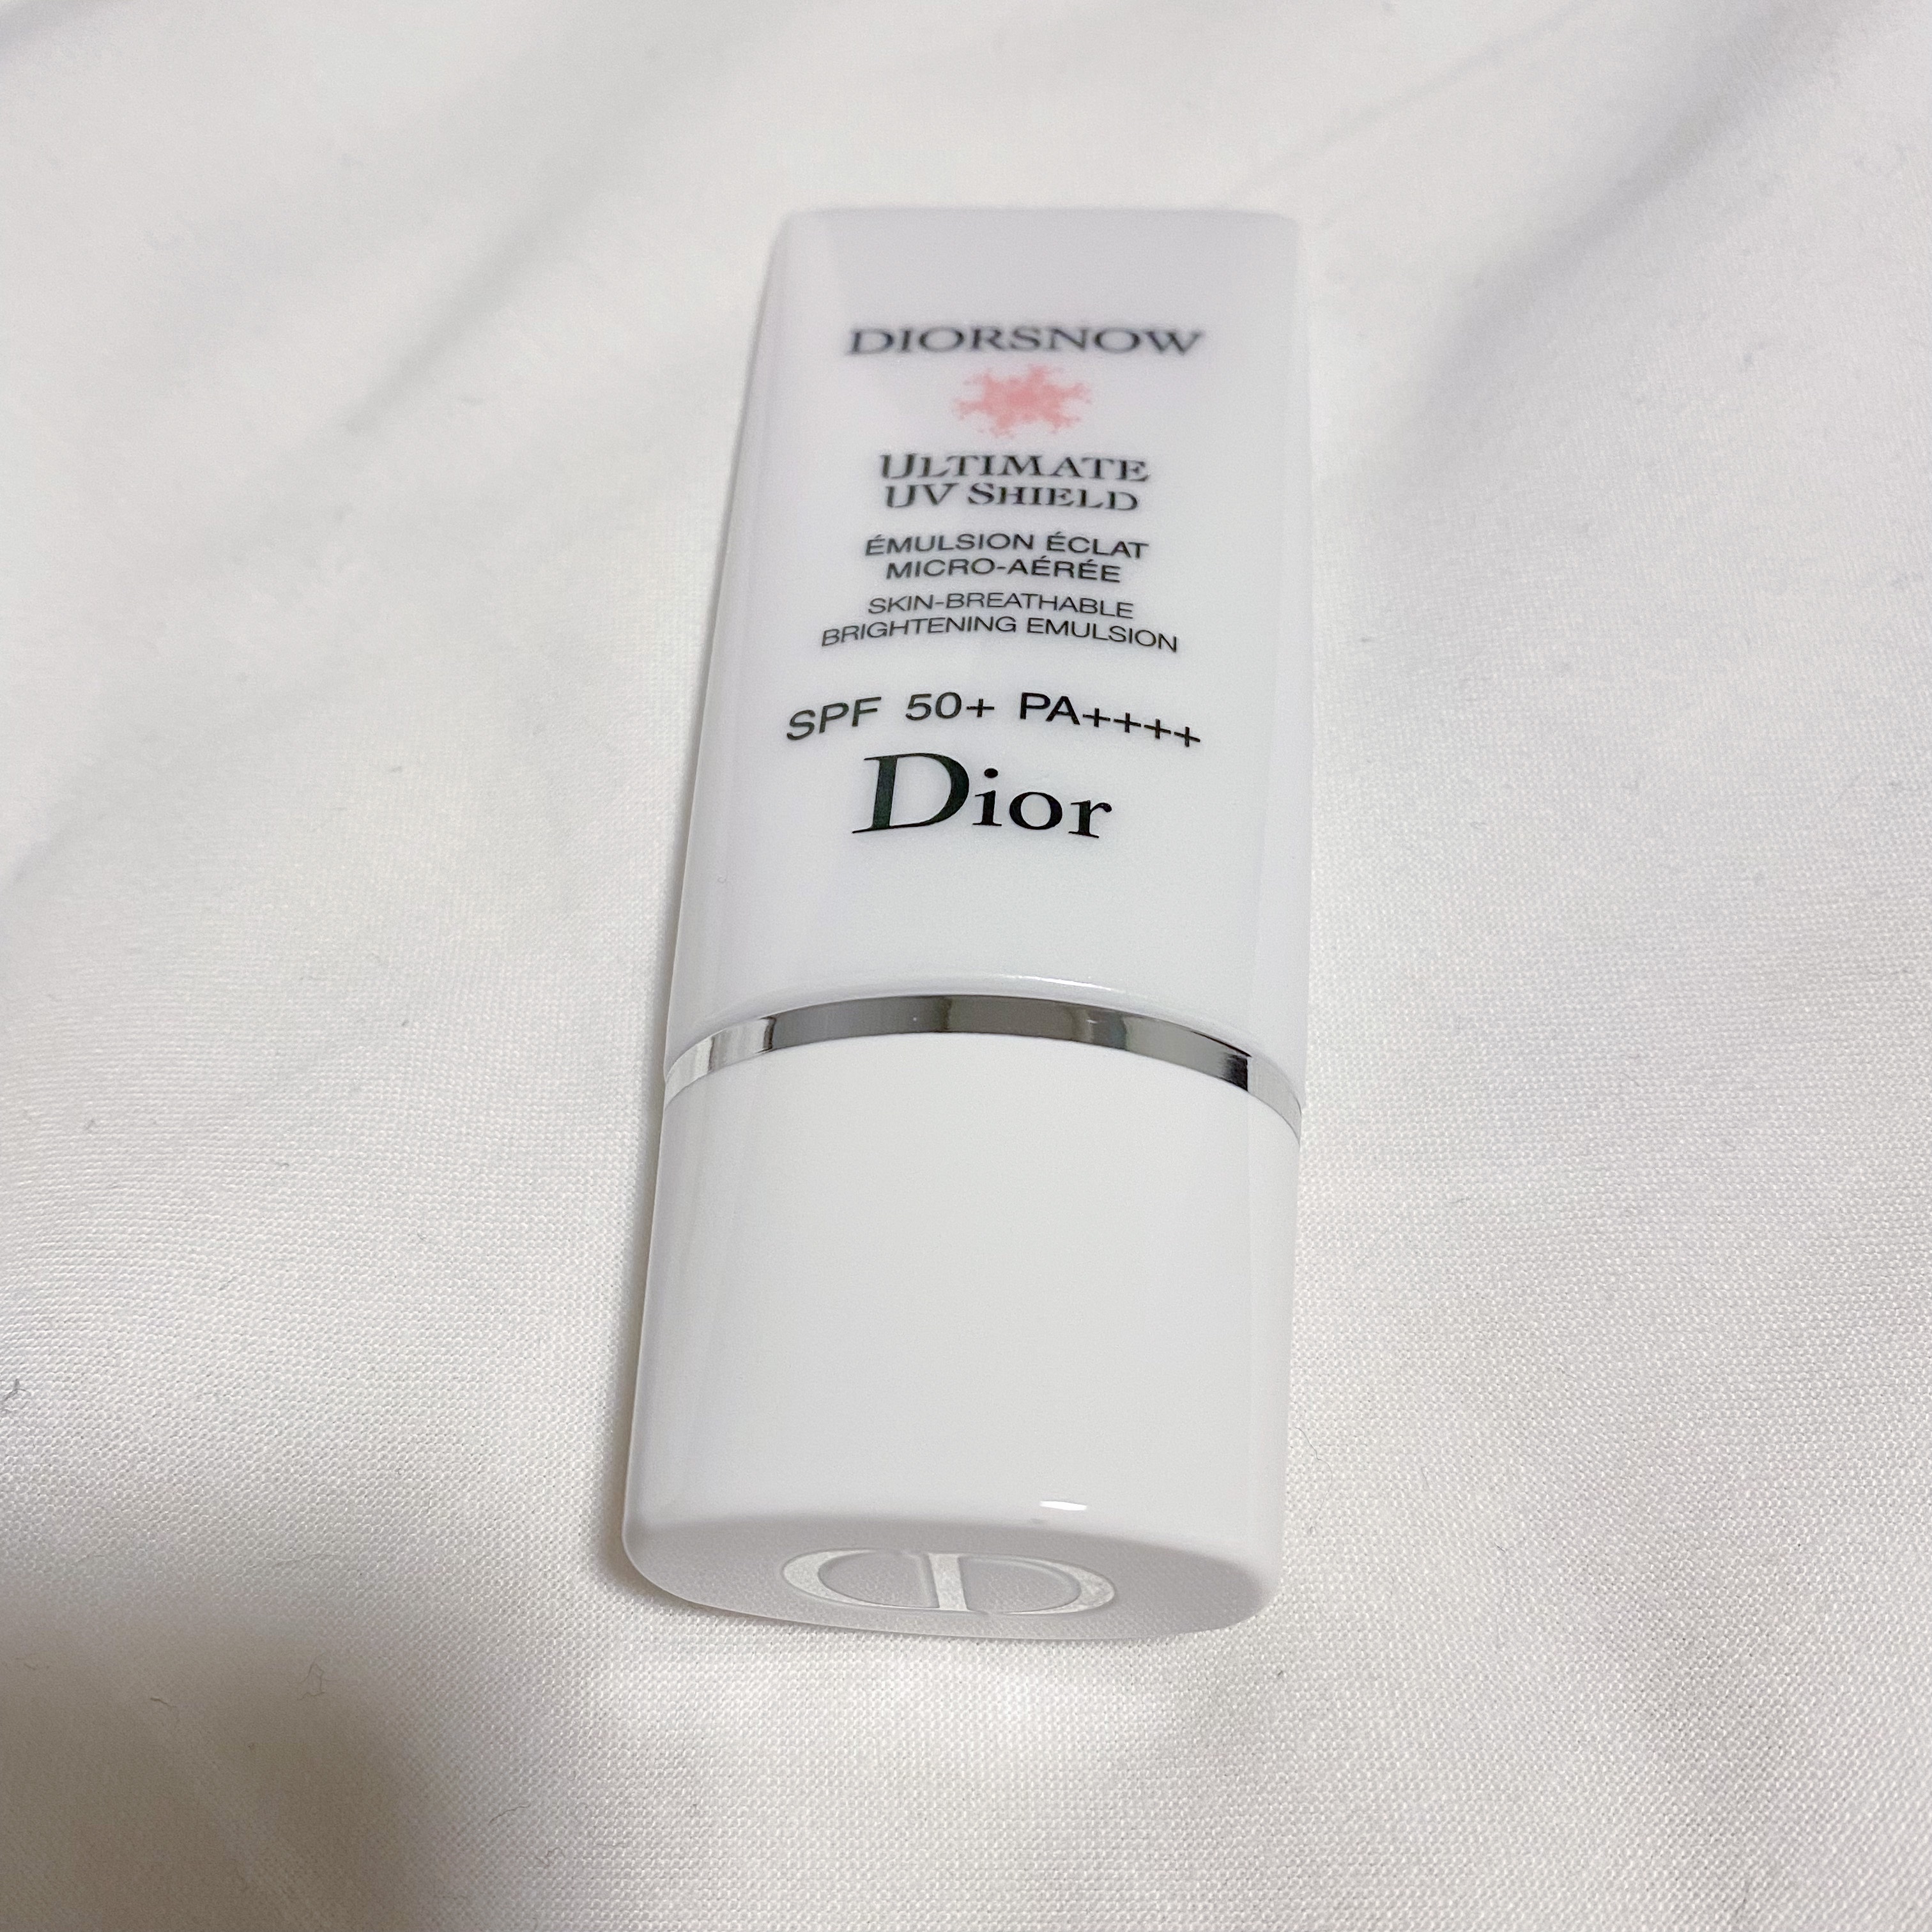 DIORSNOW
ULTIMATE
UV SHIELD
ÉMULSION ÉCLAT
MICRO-AÉRÉE
SKIN-BREATHABLE
BRIGHTENING EMULSION
SPF 50+ PA++++
Dior
CD